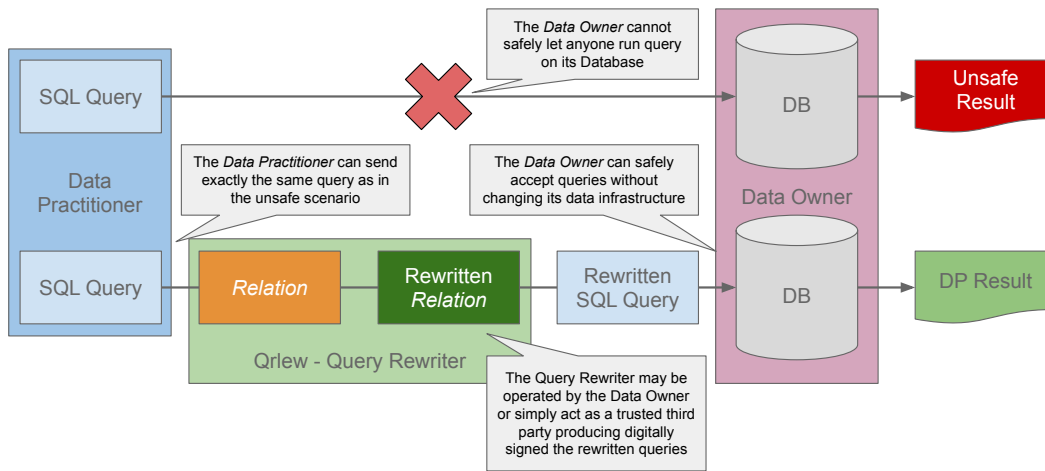 The Data Owner cannot
safely let anyone run query
on its Database
SQL Query
DB
Unsafe
Result
Data
Practitioner
The Data Practitioner can send
exactly the same query as in
the unsafe scenario
The Data Owner can safely
accept queries without
changing its data infrastructure
Data Owner
SQL Query
Relation
Rewritten
Relation
Rewritten
SQL Query
DB
DP Result
Qrlew - Query Rewriter
The Query Rewriter may be
operated by the Data Owner
or simply act as a trusted third
party producing digitally
signed the rewritten queries